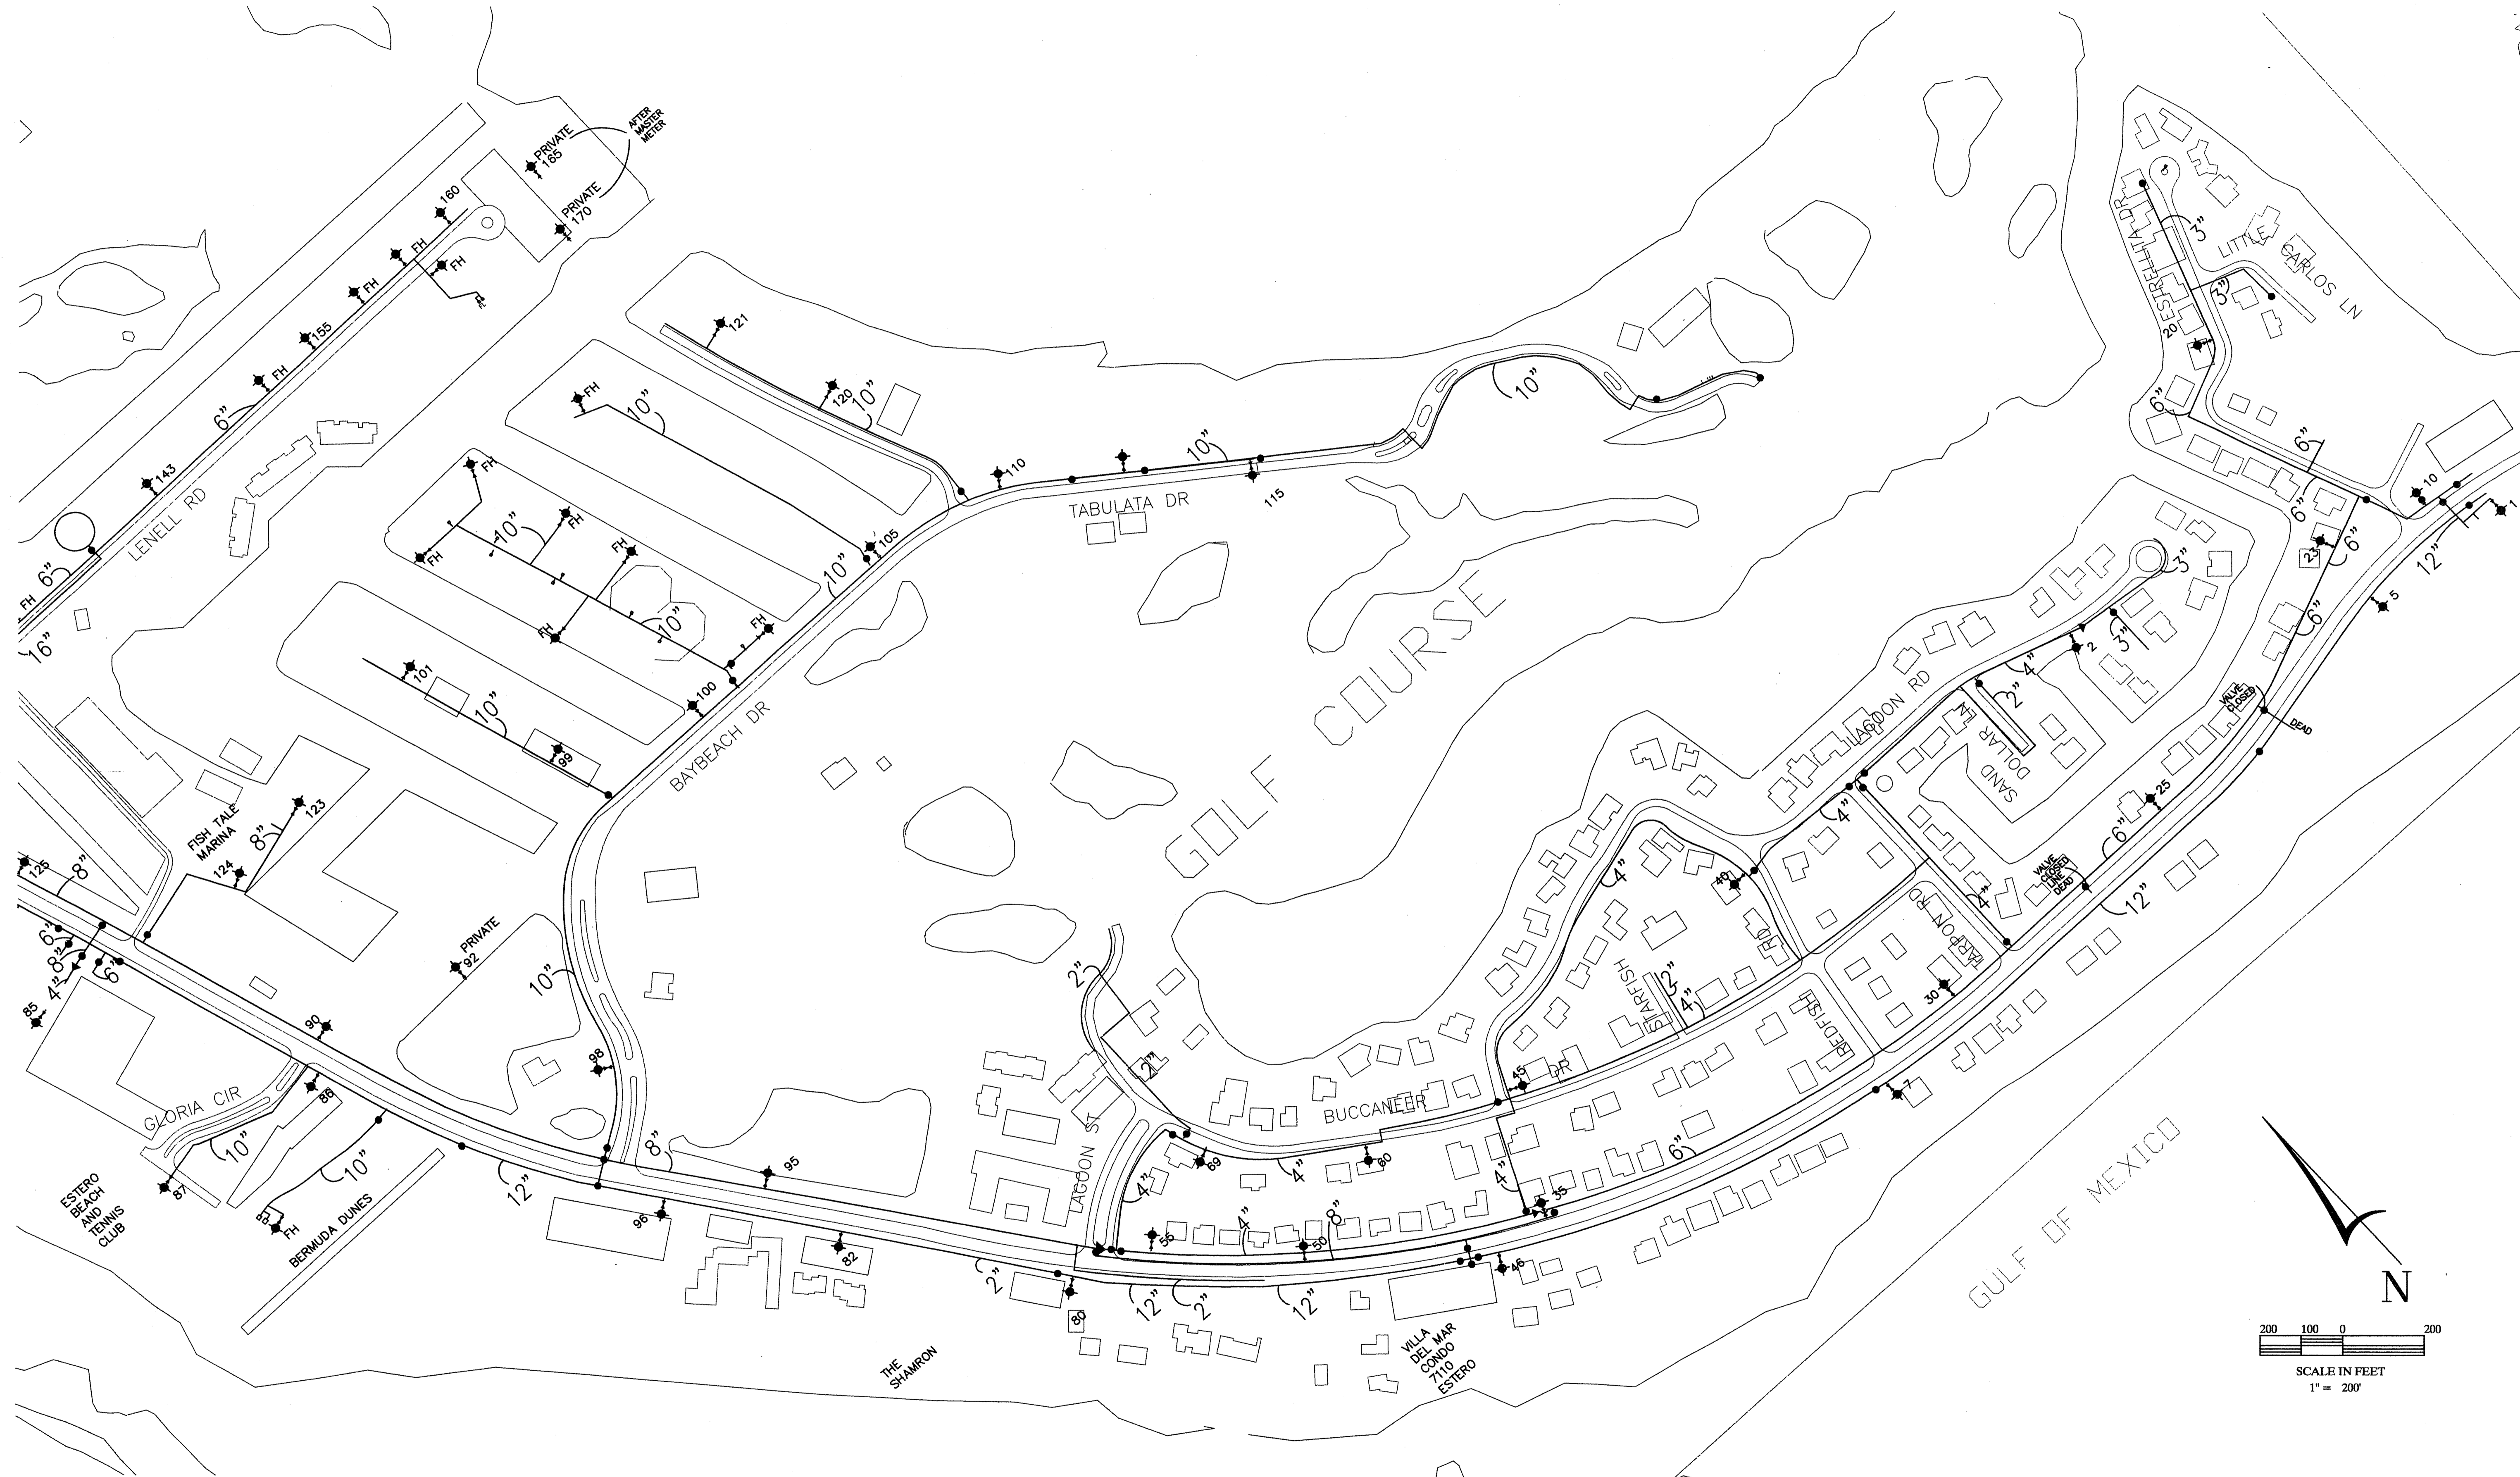 AFTER
MASTER
METER
PRIVATE
165
PRIVATE
170
160
FH
FH
FH
155
FH
6"
143
LENELL RD
6"
FH
16"
121
120
10"
FH
10"
FH
10"
FH
FH
FH
FH
10"
FH
105
10"
110
10"
115
TABULATA DR
10"
101
10"
99
100
BAYBEACH DR
GOLF COURSE
ESTRELLITA DR
3"
LITTLE CARLOS LN
3"
20
6"
6"
6"
10
1
23
6"
12"
5
6"
3"
2
3"
4"
2"
LAGOON RD
SAND
DOLLAR
LN
VALVE
CLOSED
DEAD
25
6"
VALVE
CLOSED
LINE
DEAD
12"
4"
4"
TARPON RD
30
40
4"
RD
STARFISH
2"
4"
REDFISH
7
FISH TALE
MARINA
8"
123
124
125
8"
6"
8"
4"
6"
85
90
PRIVATE
92
10"
98
86
GLORIA CIR
10"
87
10"
FH
BERMUDA DUNES
ESTERO
BEACH
AND
TENNIS
CLUB
12"
8"
95
96
82
2"
LAGOON ST
2"
2"
4"
69
4"
60
BUCCANEER DR
45
4"
35
6"
55
4"
8"
50
46
80
12"
2"
12"
THE
SHAMRON
VILLA
DEL MAR
CONDO
7110
ESTERO
GULF OF MEXICO
N
200 100 0 200
SCALE IN FEET
1" = 200'